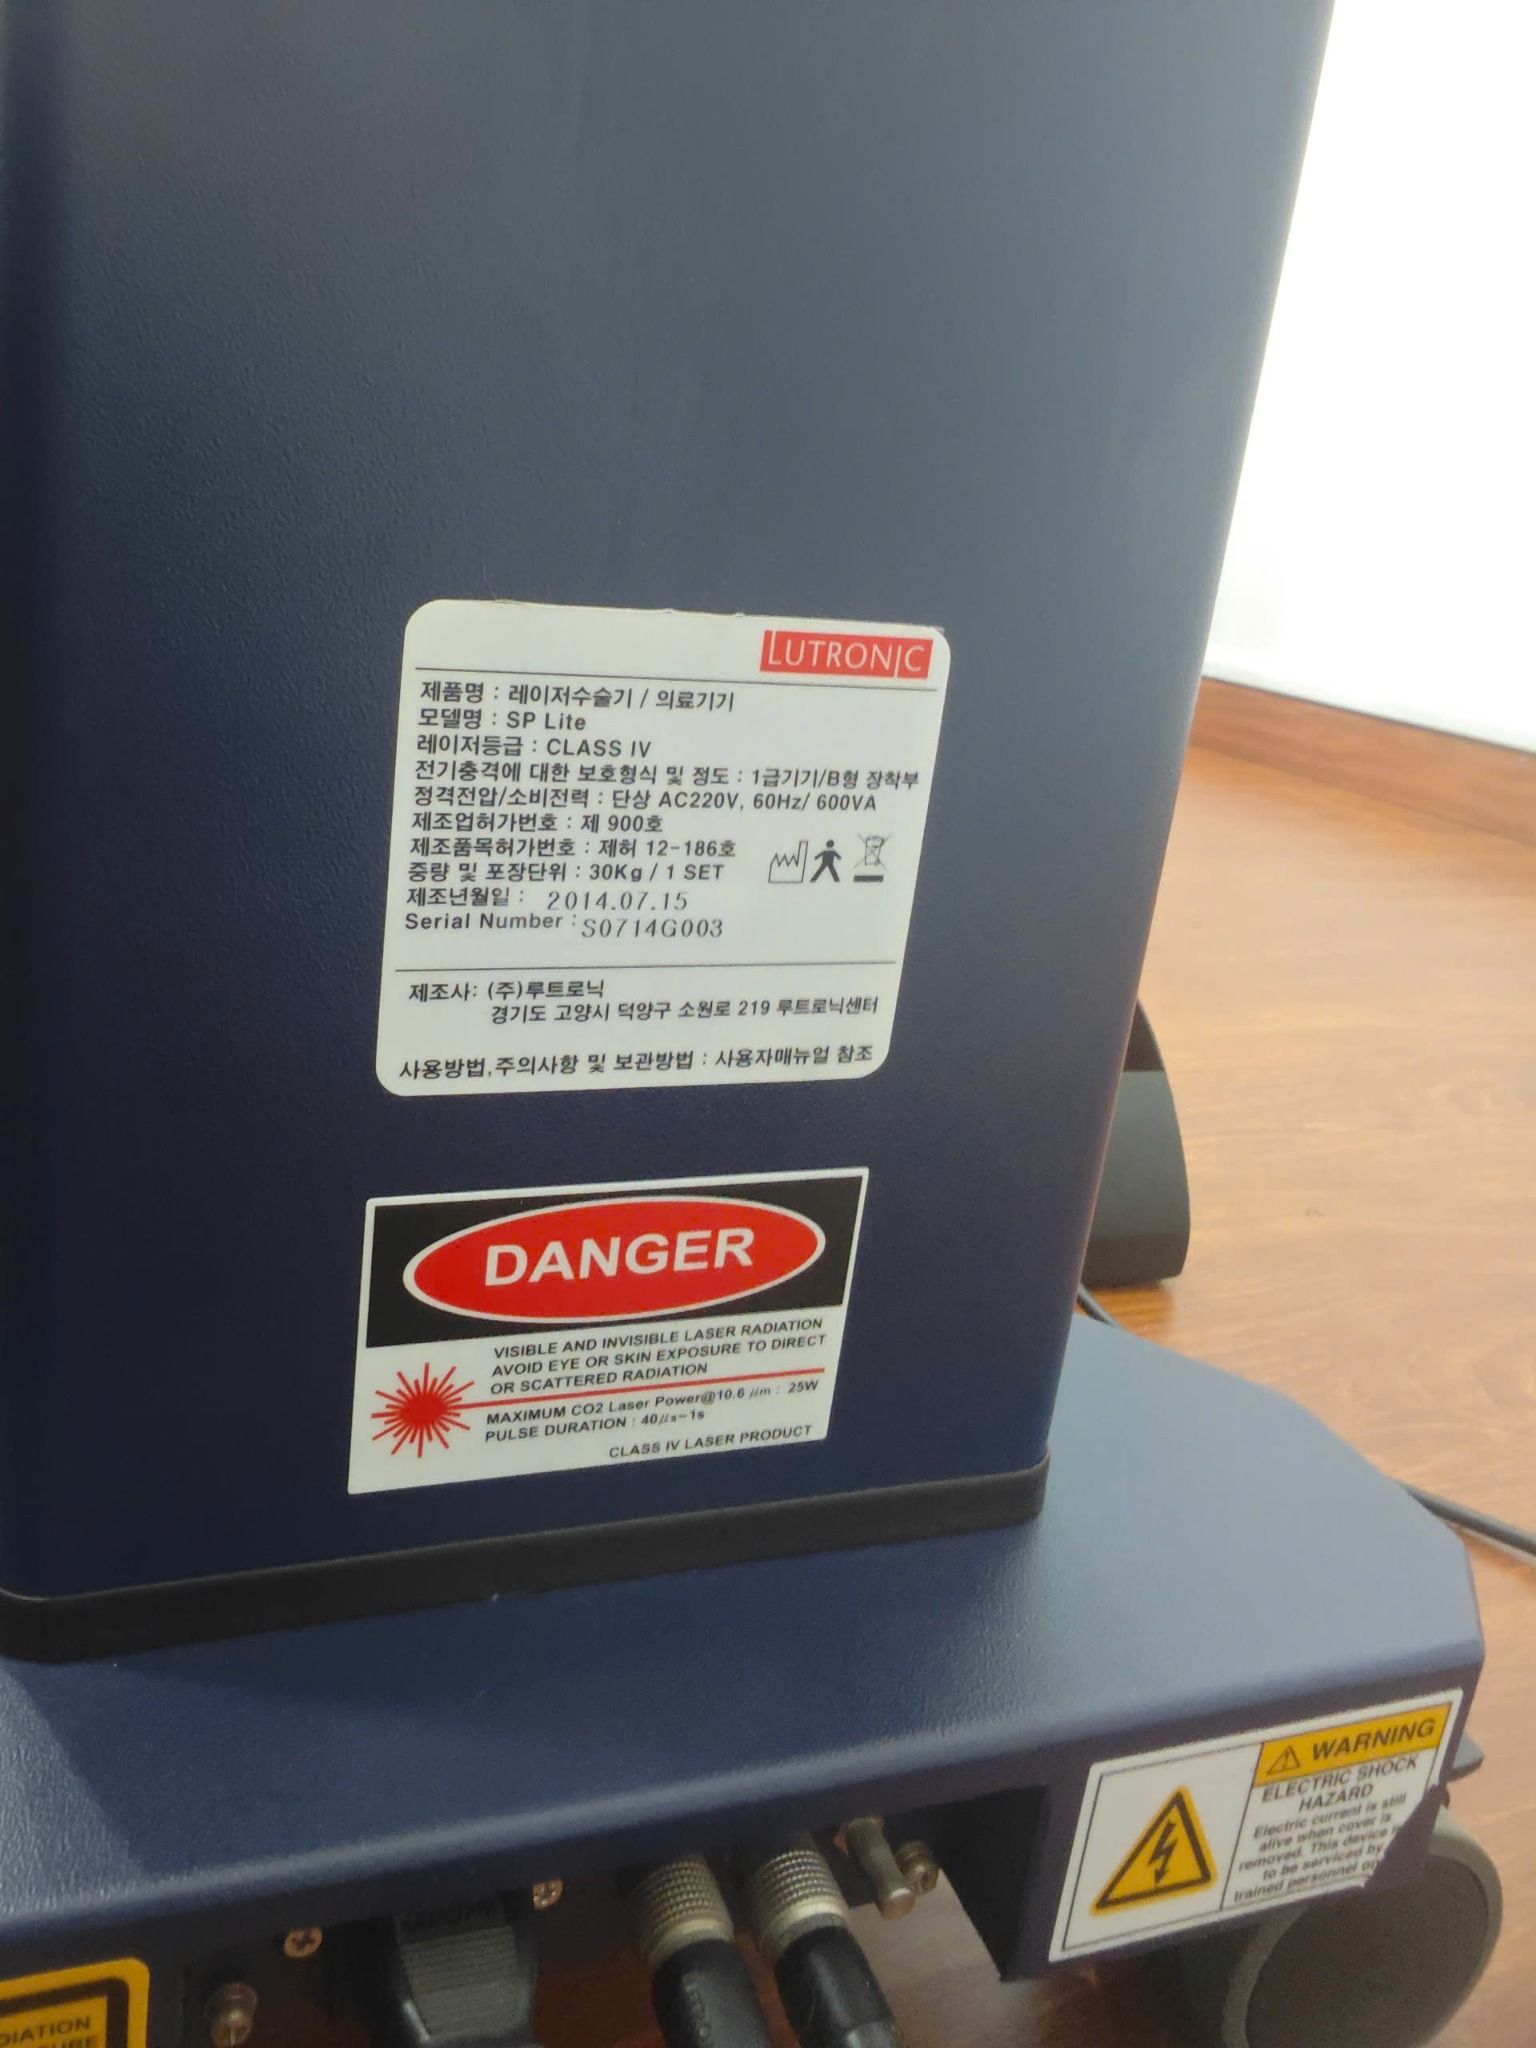 LUTRONIC
제품명 : 레이저수술기 / 의료기기
모델명 : SP Lite
레이저등급 : CLASS IV
전기충격에 대한 보호형식 및 정도 : 1급기기/B형 장착부
정격전압/소비전력 : 단상 AC220V, 60Hz/ 600VA
제조업허가번호 : 제 900호
제조품목허가번호 : 제허 12-186호
중량 및 포장단위 : 30Kg / 1 SET
제조년월일 : 2014.07.15
Serial Number : S0714G003
제조사: (주)루트로닉
경기도 고양시 덕양구 소원로 219 루트로닉센터
사용방법,주의사항 및 보관방법 : 사용자매뉴얼 참조
DANGER
VISIBLE AND INVISIBLE LASER RADIATION
AVOID EYE OR SKIN EXPOSURE TO DIRECT
OR SCATTERED RADIATION
MAXIMUM CO2 Laser Power@10.6 μm : 25W
PULSE DURATION : 40μs-1s
CLASS IV LASER PRODUCT
WARNING
ELECTRIC SHOCK
HAZARD
Electric current is still
alive when cover is
removed. This device
to be serviced by
trained personnel